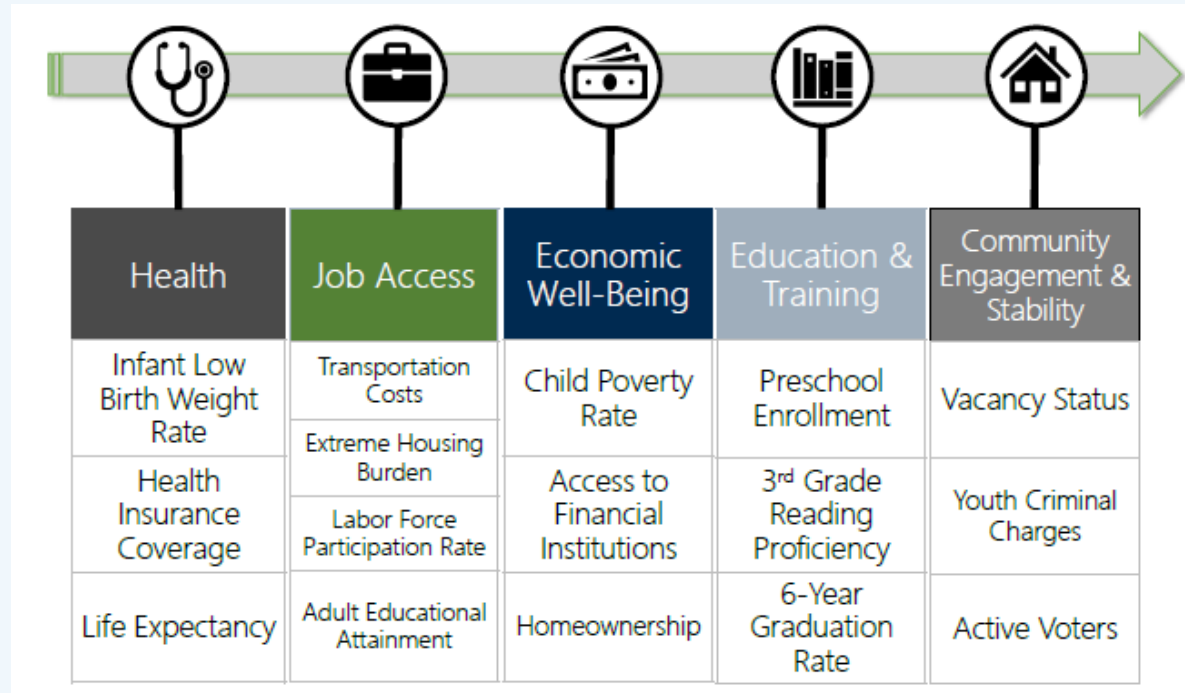 Health
Job Access
Economic
Well-Being
Education &
Training
Community
Engagement &
Stability
Infant Low
Birth Weight
Rate
Health
Insurance
Coverage
Life Expectancy
Transportation
Costs
Extreme Housing
Burden
Labor Force
Participation Rate
Adult Educational
Attainment
Child Poverty
Rate
Access to
Financial
Institutions
Homeownership
Preschool
Enrollment
3rd Grade
Reading
Proficiency
6-Year
Graduation
Rate
Vacancy Status
Youth Criminal
Charges
Active Voters